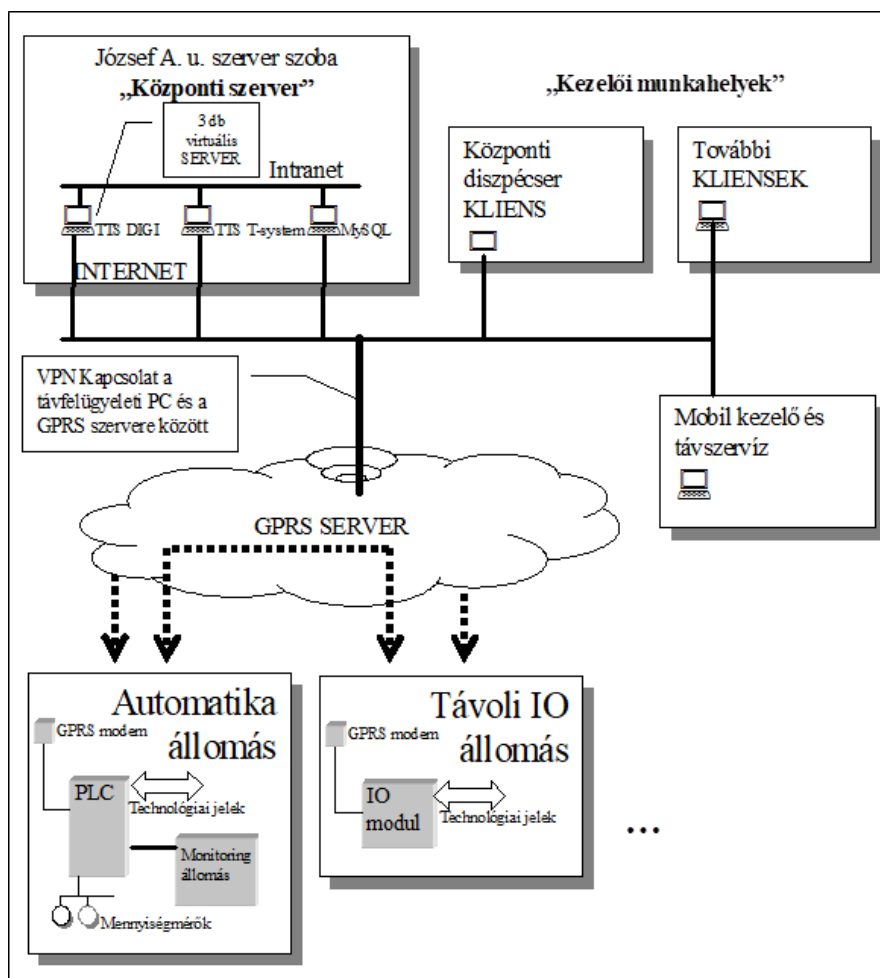 József A. u. szerver szoba
„Központi szerver”
3 db
virtuális
SERVER
Intranet
TTS DIGI
TTS T-system
MySQL
INTERNET
„Kezelői munkahelyek”
Központi
diszpécser
KLIENS
További
KLIENSEK
VPN Kapcsolat a
távfelügyeleti PC és a
GPRS szervere között
Mobil kezelő és
távszervíz
GPRS SERVER
Automatika
állomás
GPRS modem
PLC
Technológiai jelek
Monitoring
állomás
Mennyiségmérők
Távoli IO
állomás
GPRS modem
IO
modul
Technológiai jelek
...